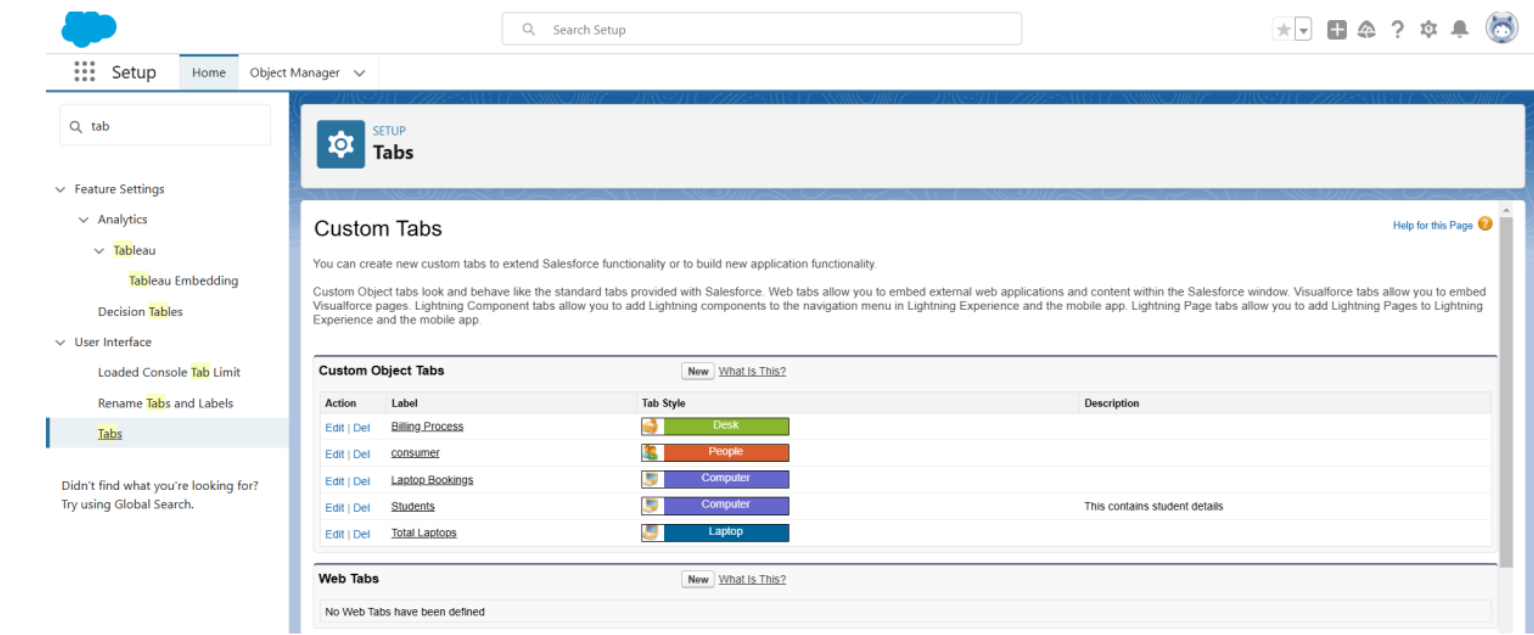 Search Setup
Setup
Home
Object Manager
tab
Feature Settings
Analytics
Tableau
Tableau Embedding
Decision Tables
User Interface
Loaded Console Tab Limit
Rename Tabs and Labels
Tabs
Didn't find what you're looking for?
Try using Global Search.
SETUP
Tabs
Custom Tabs
Help for this Page
You can create new custom tabs to extend Salesforce functionality or to build new application functionality.
Custom Object tabs look and behave like the standard tabs provided with Salesforce. Web tabs allow you to embed external web applications and content within the Salesforce window. Visualforce tabs allow you to embed
Visualforce pages. Lightning Component tabs allow you to add Lightning components to the navigation menu in Lightning Experience and the mobile app. Lightning Page tabs allow you to add Lightning Pages to Lightning
Experience and the mobile app.
Custom Object Tabs New What Is This?
Action Label Tab Style Description
Edit | Del Billing Process Desk
Edit | Del consumer People
Edit | Del Laptop Bookings Computer
Edit | Del Students Computer This contains student details
Edit | Del Total Laptops Laptop
Web Tabs New What Is This?
No Web Tabs have been defined